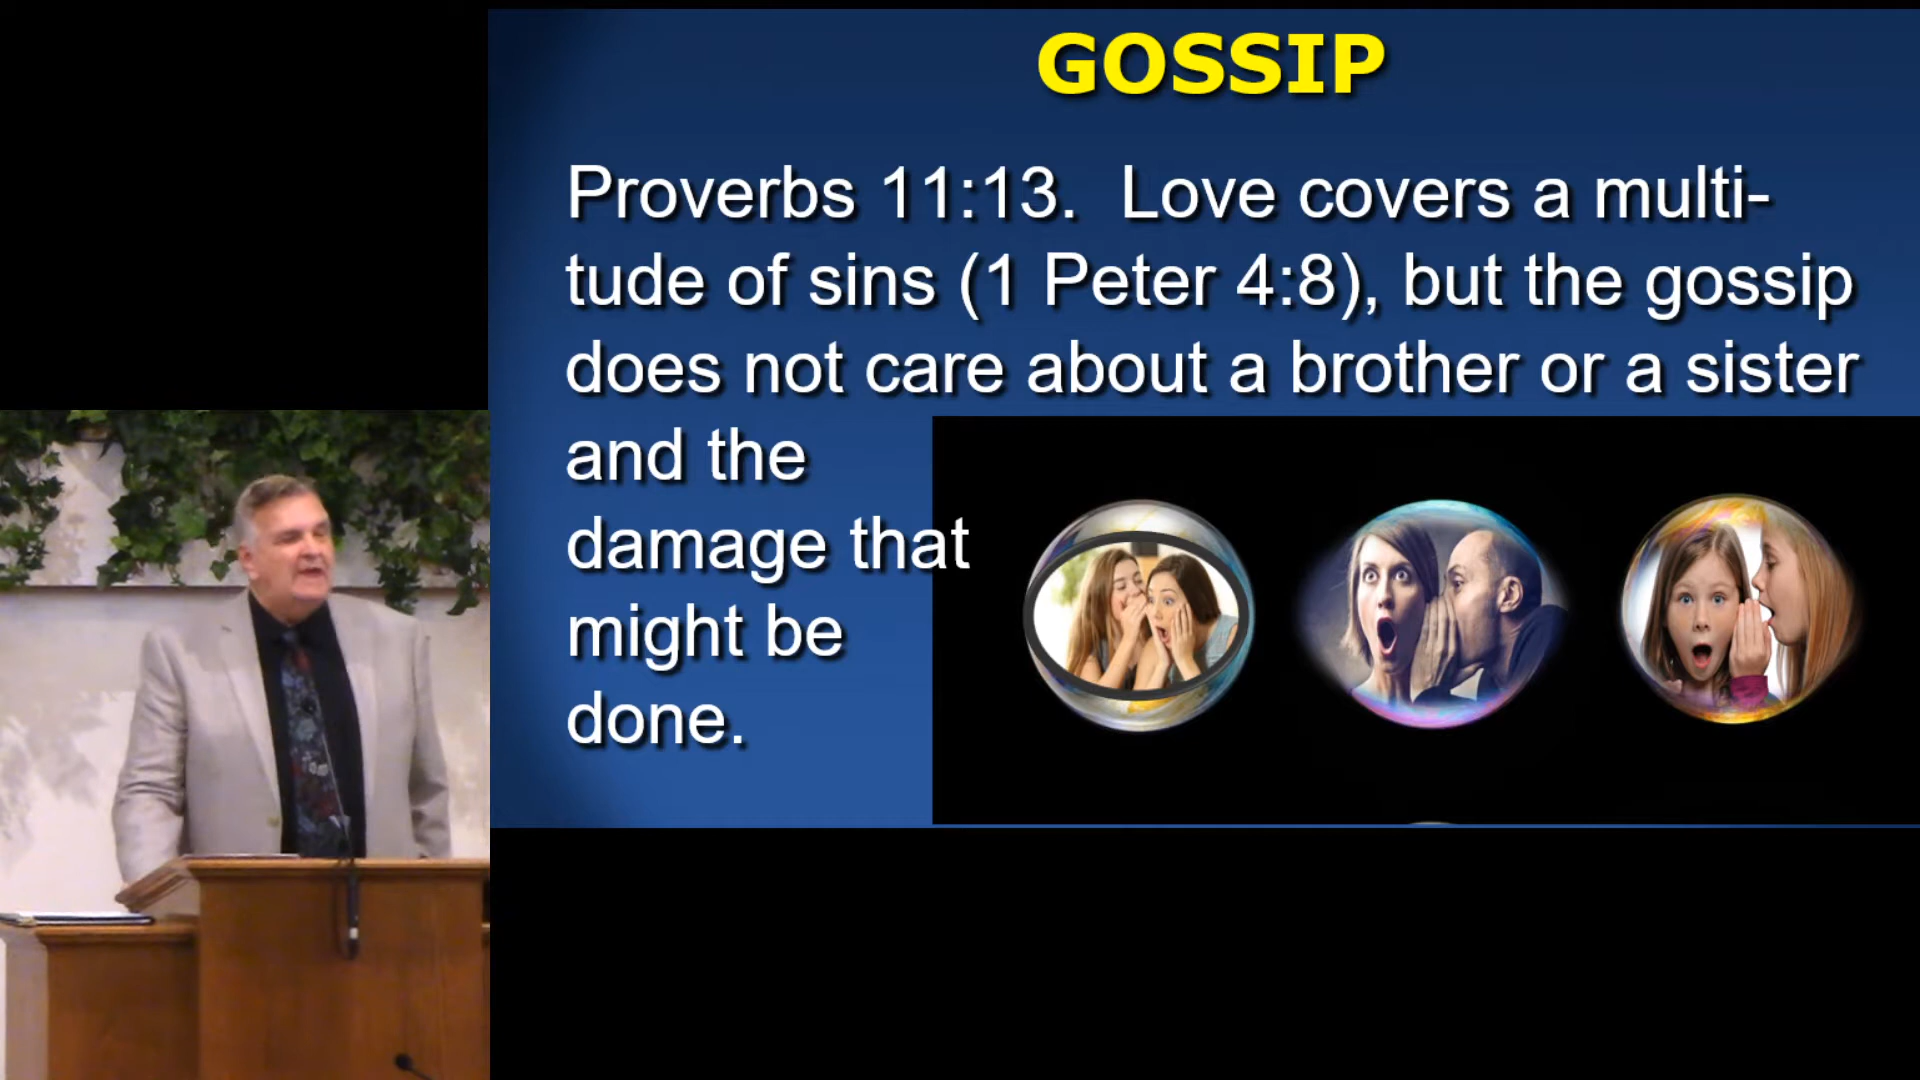 GOSSIP
Proverbs 11:13.  Love covers a multi-
tude of sins (1 Peter 4:8), but the gossip
does not care about a brother or a sister
and the
damage that
might be
done.